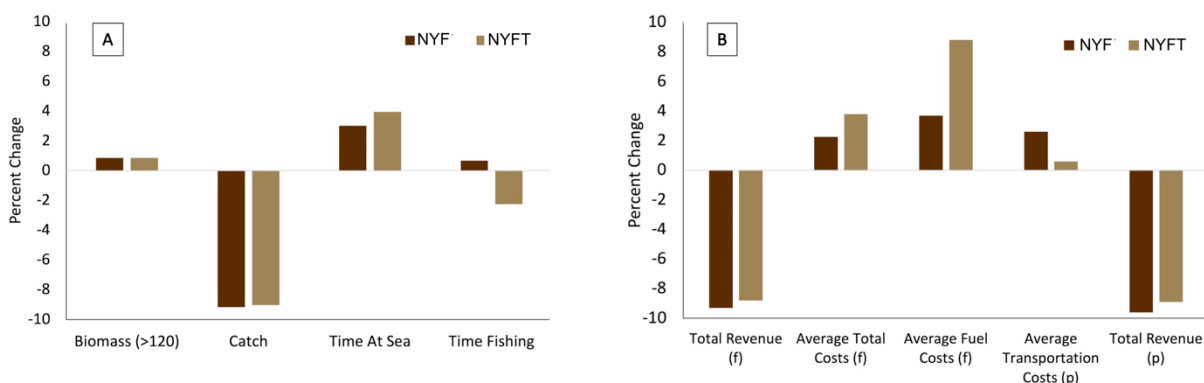 A
NYF NYFT
Percent Change
10
8
6
4
2
0
-2
-4
-6
-8
-10
Biomass (>120) Catch Time At Sea Time Fishing
B
NYF NYFT
Percent Change
10
8
6
4
2
0
-2
-4
-6
-8
-10
Total Revenue (f)
Average Total Costs (f)
Average Fuel Costs (f)
Average Transportation Costs (p)
Total Revenue (p)